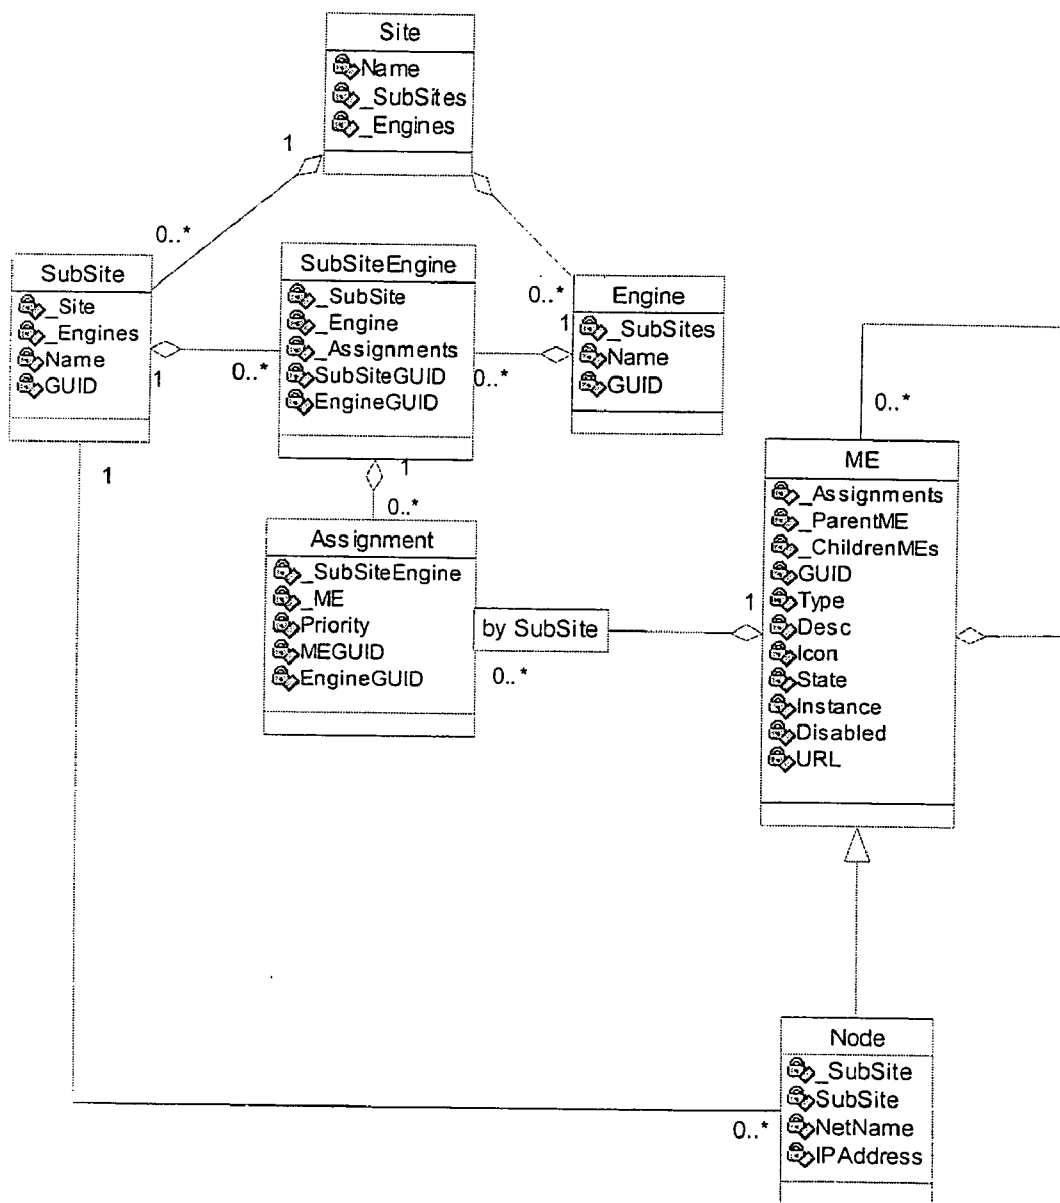 Site
Name
_SubSites
_Engines
1
0..*
SubSite
_Site
_Engines
Name
GUID
1
1
SubSiteEngine
_SubSite
_Engine
_Assignments
SubSiteGUID
EngineGUID
0..*
0..*
1
0..*
0..*
1
Engine
_SubSites
Name
GUID
Assignment
_SubSiteEngine
_ME
Priority
MEGUID
EngineGUID
by SubSite
0..*
1
0..*
ME
_Assignments
_ParentME
_ChildrenMEs
GUID
Type
Desc
Icon
State
Instance
Disabled
URL
Node
_SubSite
SubSite
NetName
IPAddress
0..*